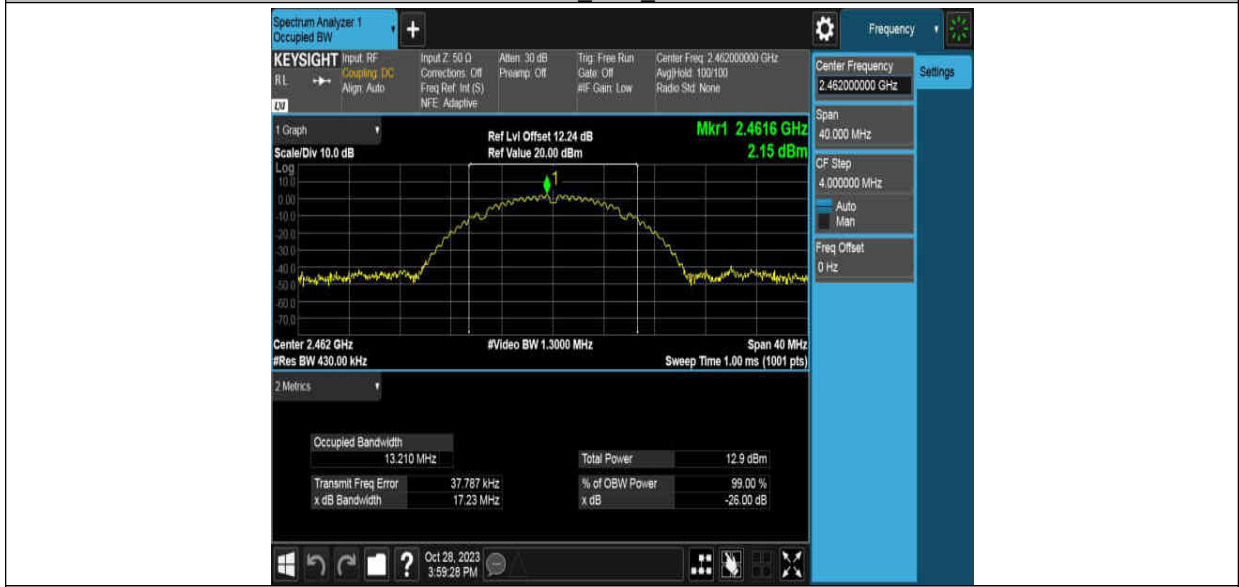 Spectrum Analyzer 1
Occupied BW
+
Frequency
KEYSIGHT
RL
Input: RF
Coupling: DC
Align: Auto
Input Z: 50 Ω
Corrections: Off
Freq Ref: Int (S)
NFE: Adaptive
Atten: 30 dB
Preamp: Off
Trig: Free Run
Gate: Off
#IF Gain: Low
Center Freq: 2.462000000 GHz
Avg|Hold: 100/100
Radio Std: None
Center Frequency
2.462000000 GHz
Settings
Span
40.000 MHz
CF Step
4.000000 MHz
Auto
Man
Freq Offset
0 Hz
1 Graph
Scale/Div 10.0 dB
Ref Lvl Offset 12.24 dB
Ref Value 20.00 dBm
Mkr1 2.4616 GHz
2.15 dBm
Log
10.0
0.00
-10.0
-20.0
-30.0
-40.0
-50.0
-60.0
-70.0
1
Center 2.462 GHz
#Res BW 430.00 kHz
#Video BW 1.3000 MHz
Span 40 MHz
Sweep Time 1.00 ms (1001 pts)
2 Metrics
Occupied Bandwidth
13.210 MHz
Total Power 12.9 dBm
Transmit Freq Error 37.787 kHz
% of OBW Power 99.00 %
x dB Bandwidth 17.23 MHz
x dB -26.00 dB
?
Oct 28, 2023
3:59:28 PM